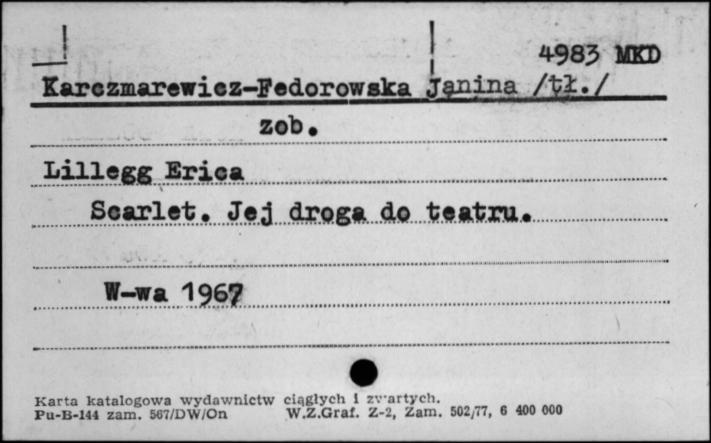 4983 MKD
Karczmarewicz-Fedorowska Janina /tł./
zob.
Lillegg Erica
Scarlet. Jej droga do teatru.
W-wa 1967
Karta katalogowa wydawnictw ciągłych i zwartych.
Pu-B-144 zam. 567/DW/On W.Z.Graf. Z-2, Zam. 502/77, 6 400 000